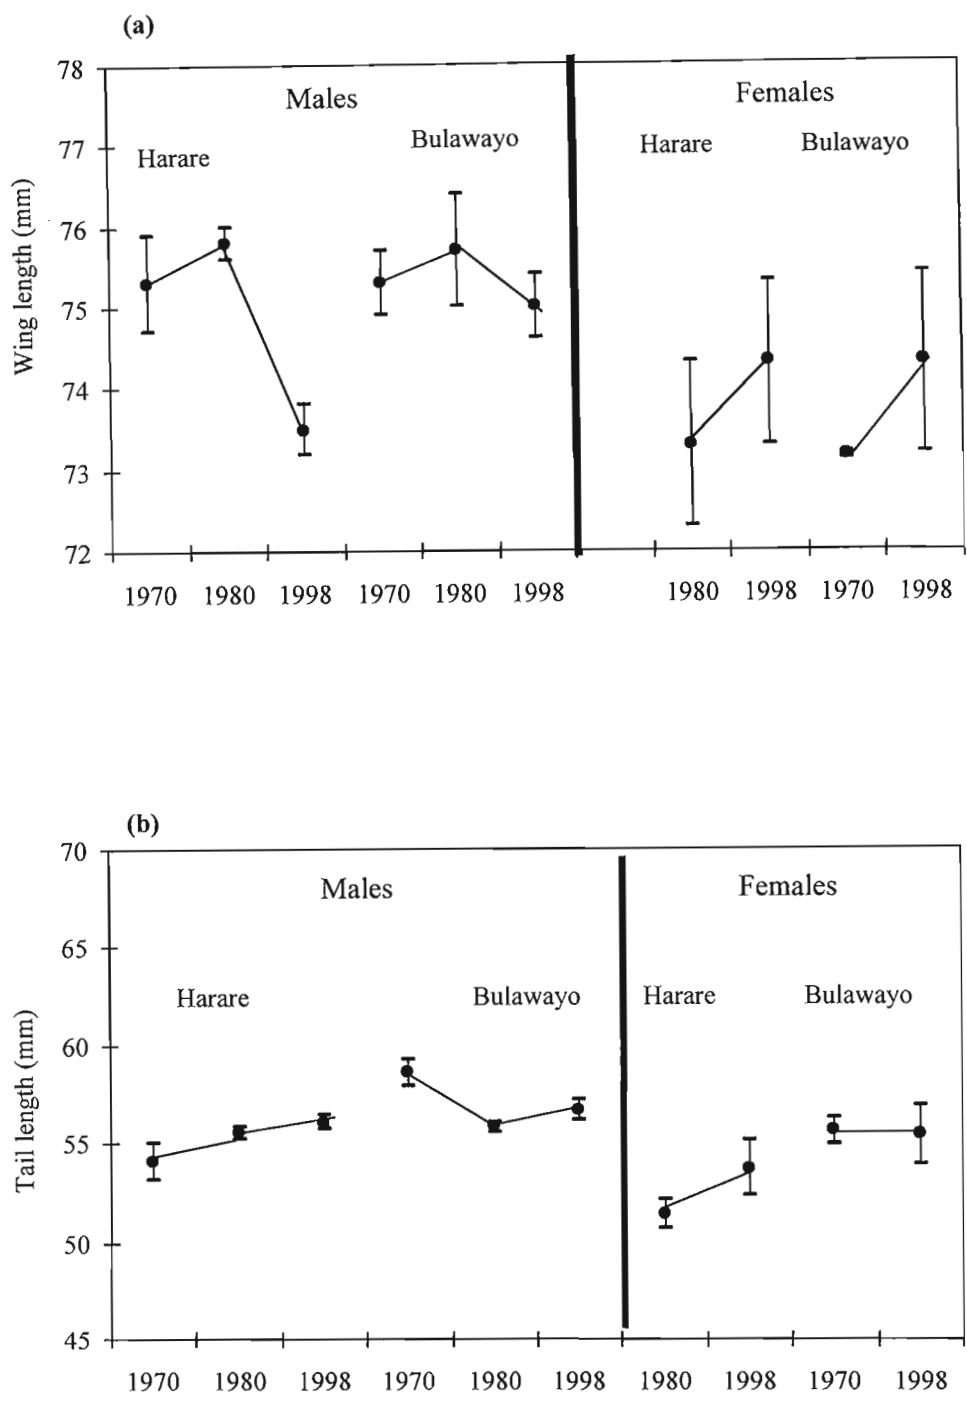 (a)
78
Males
Females
77
Harare
Bulawayo
Harare
Bulawayo
76
Wing length (mm)
75
74
73
72
1970 1980 1998 1970 1980 1998 1980 1998 1970 1998
(b)
70
Males
Females
65
Harare
Bulawayo
Harare
Bulawayo
60
Tail length (mm)
55
50
45
1970 1980 1998 1970 1980 1998 1980 1998 1970 1998